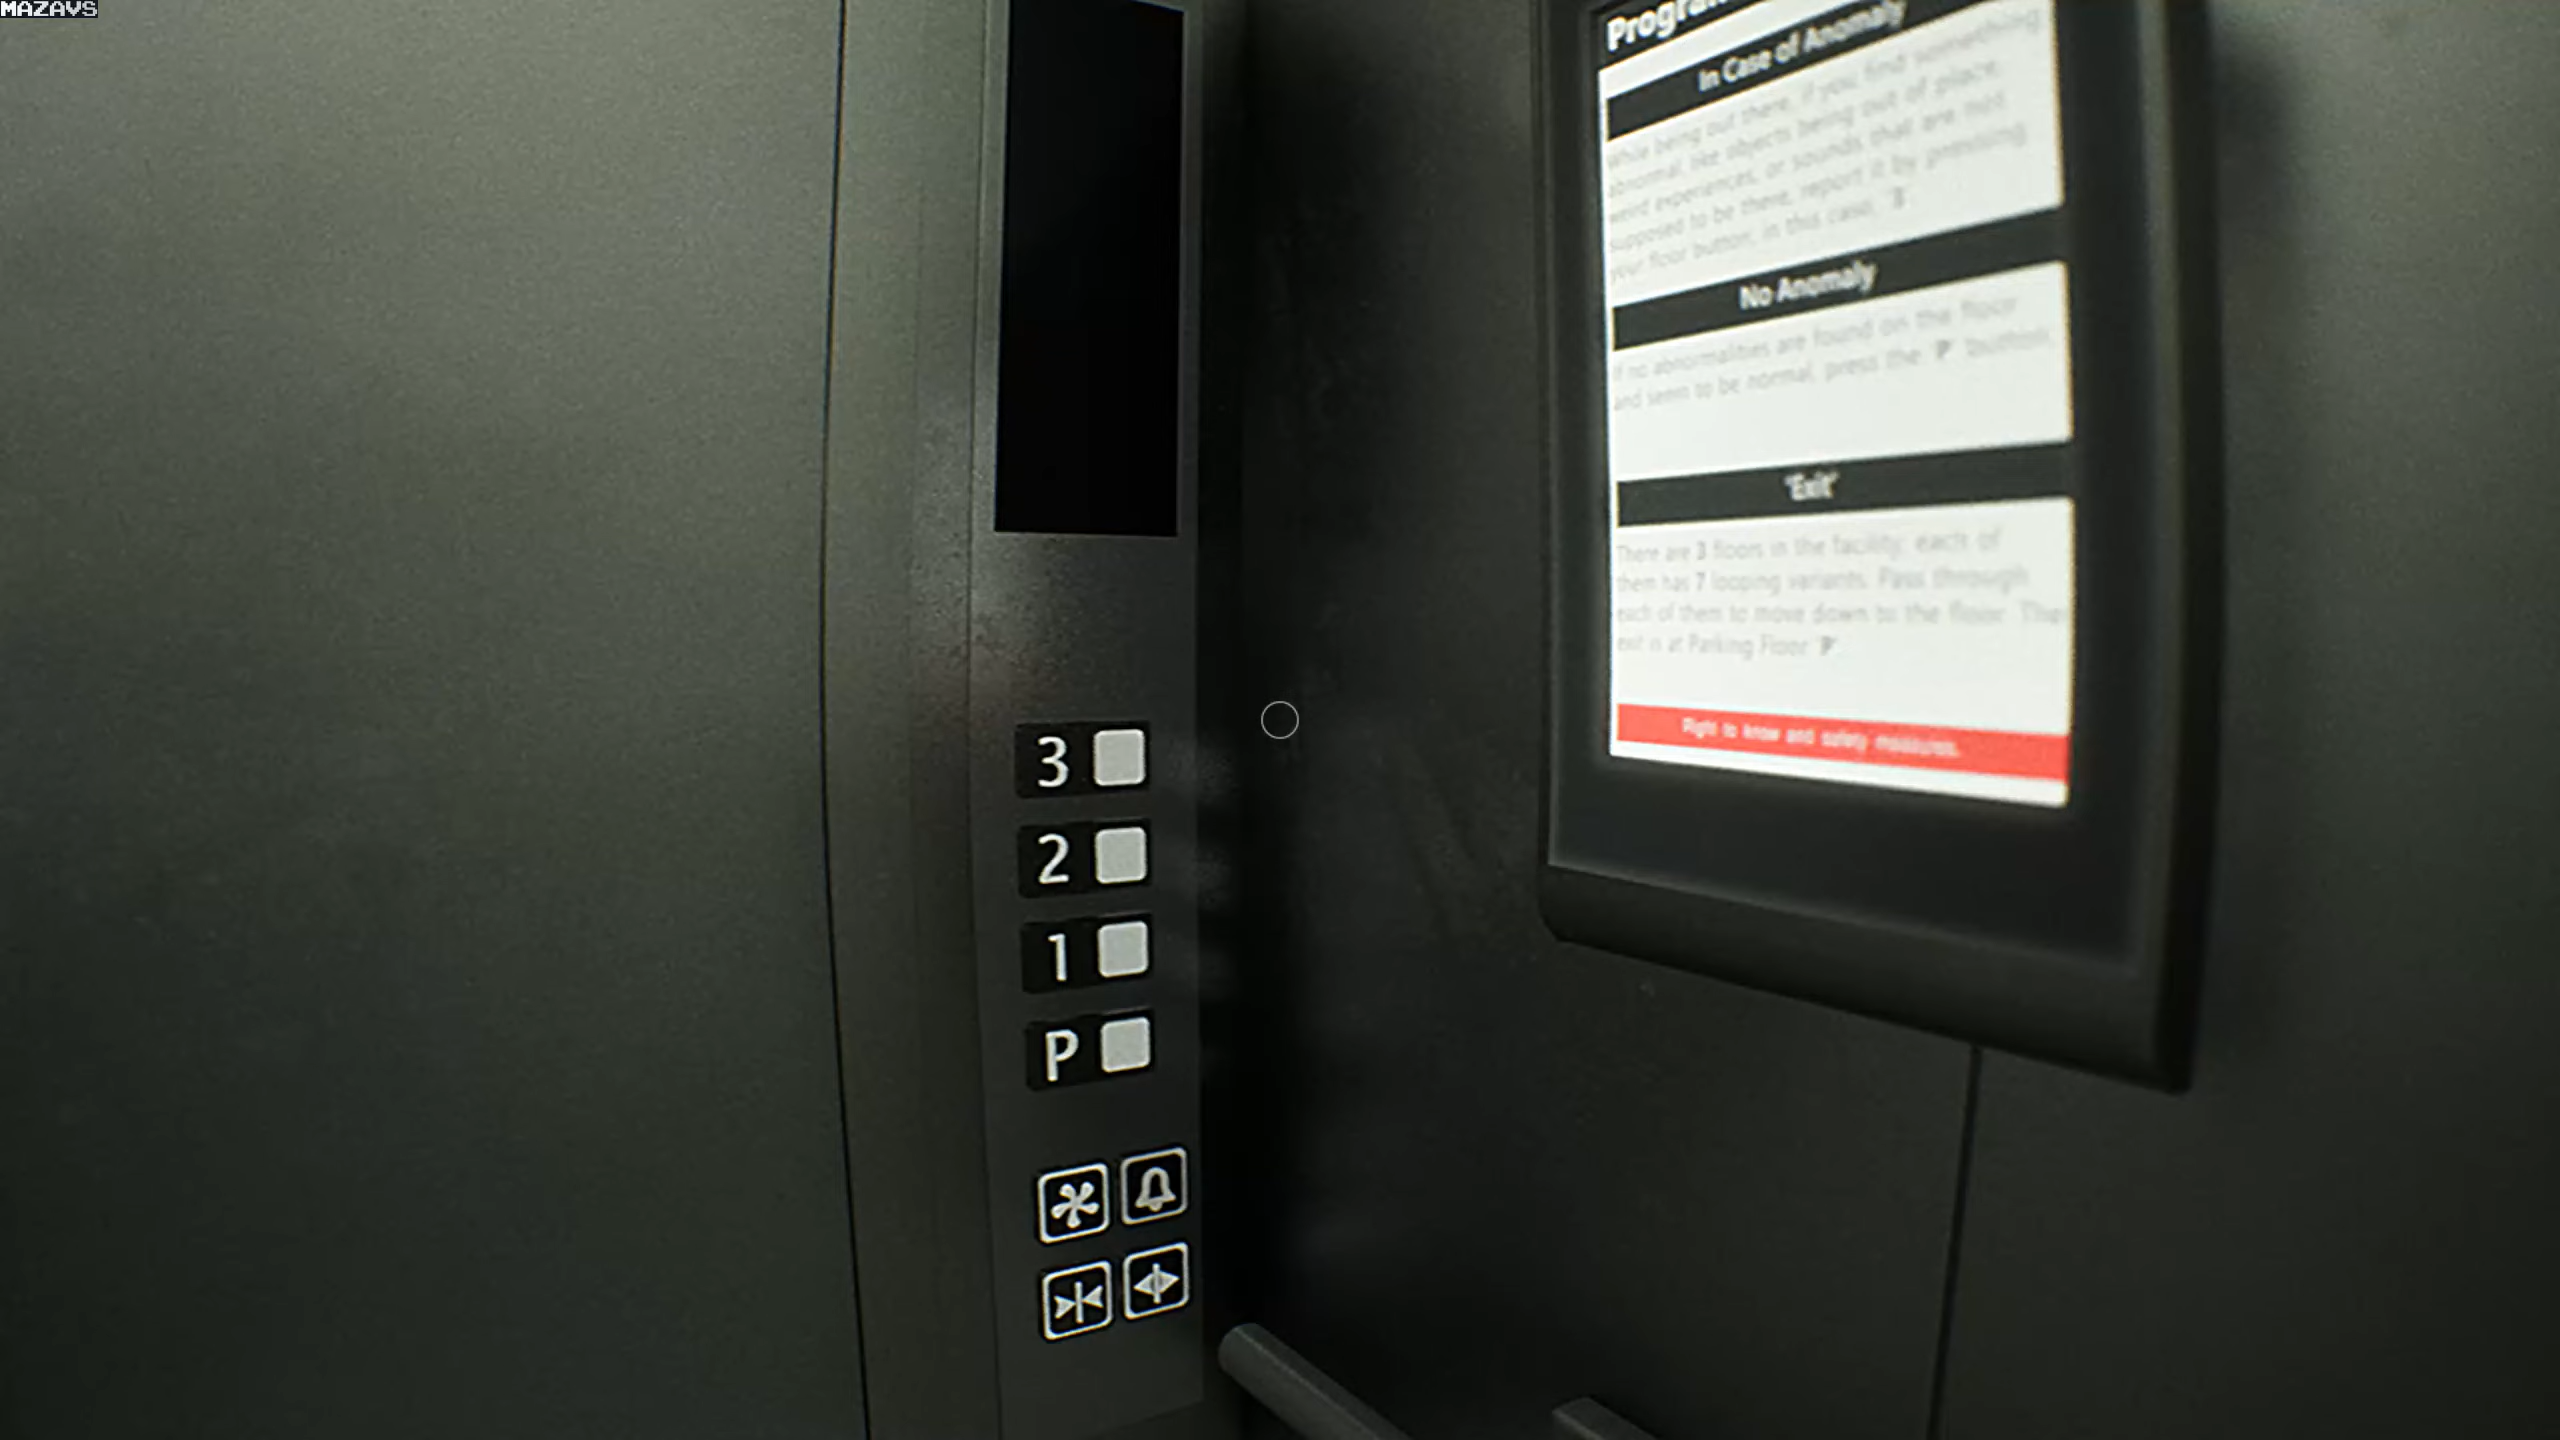 MAZAVS
In Case of Anomaly
While being out there, if you find something
abnormal, like objects being out of place,
weird experiences, or sounds that are not
supposed to be there, report it by pressing
your floor button, in this case, '3'
No Anomaly
If no abnormalities are found on the floor
and seem to be normal, press the 'P' button.
'Exit'
There are 3 floors in the facility; each of
them has 7 looping variants. Pass through
each of them to move down to the floor. The
exit is at Parking Floor 'P'.
Right to know and safety measures.
3
2
1
P